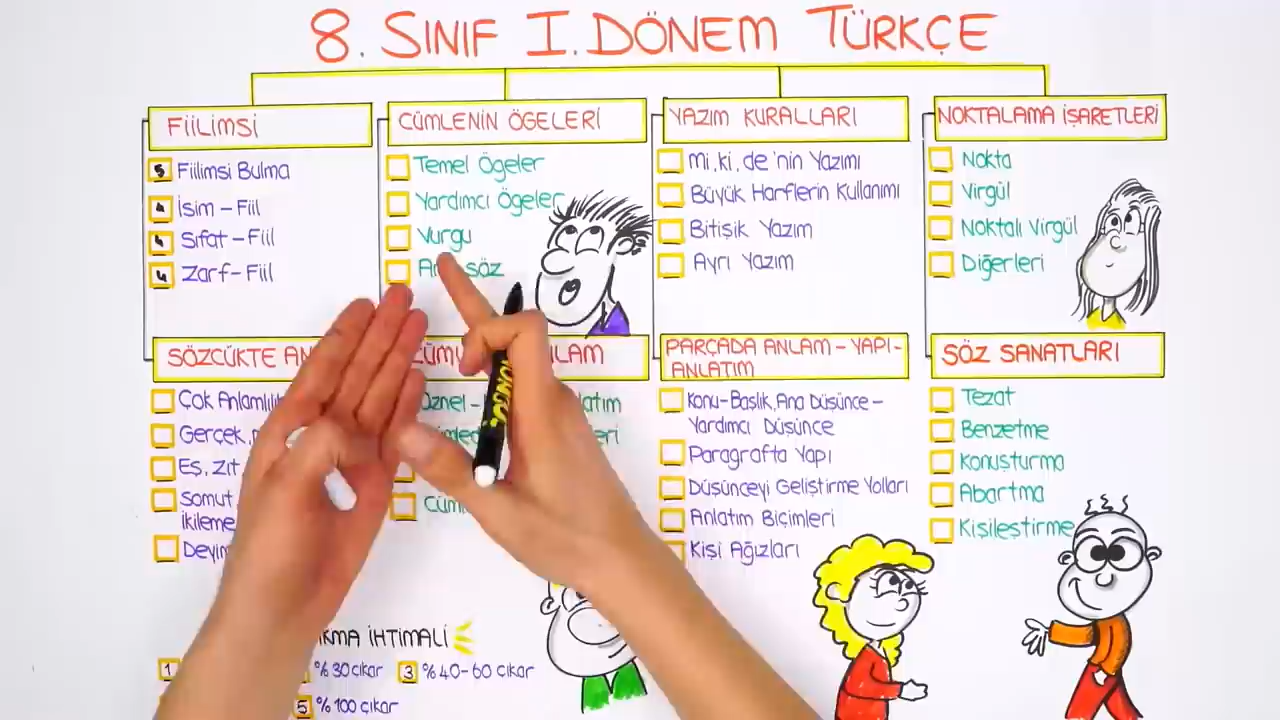 8. SINIF I. DÖNEM TÜRKÇE
FİİLİMSİ
5 Fiilimsi Bulma
4 İsim - Fiil
4 Sıfat - Fiil
4 Zarf - Fiil
CÜMLENİN ÖGELERİ
Temel Ögeler
Yardımcı Ögeler
Vurgu
söz
YAZIM KURALLARI
mi, ki, de'nin Yazımı
Büyük Harflerin Kullanımı
Bitişik Yazım
Ayrı Yazım
NOKTALAMA İŞARETLERİ
Nokta
Virgül
Noktalı Virgül
Diğerleri
SÖZCÜKTE
Çok
Gerçek,
Eş, Zıt
Somut
İkileme
PARÇADA ANLAM - YAPI -
ANLATIM
Konu-Başlık, Ana Düşünce -
Yardımcı Düşünce
Paragrafta Yapı
Düşünceyi Geliştirme Yolları
Anlatım Biçimleri
Kişi Ağızları
SÖZ SANATLARI
Tezat
Benzetme
Konuşturma
Abartma
Kişileştirme
İHTİMALİ
1
%30 çıkar
3 %40-60 çıkar
5 %100 çıkar